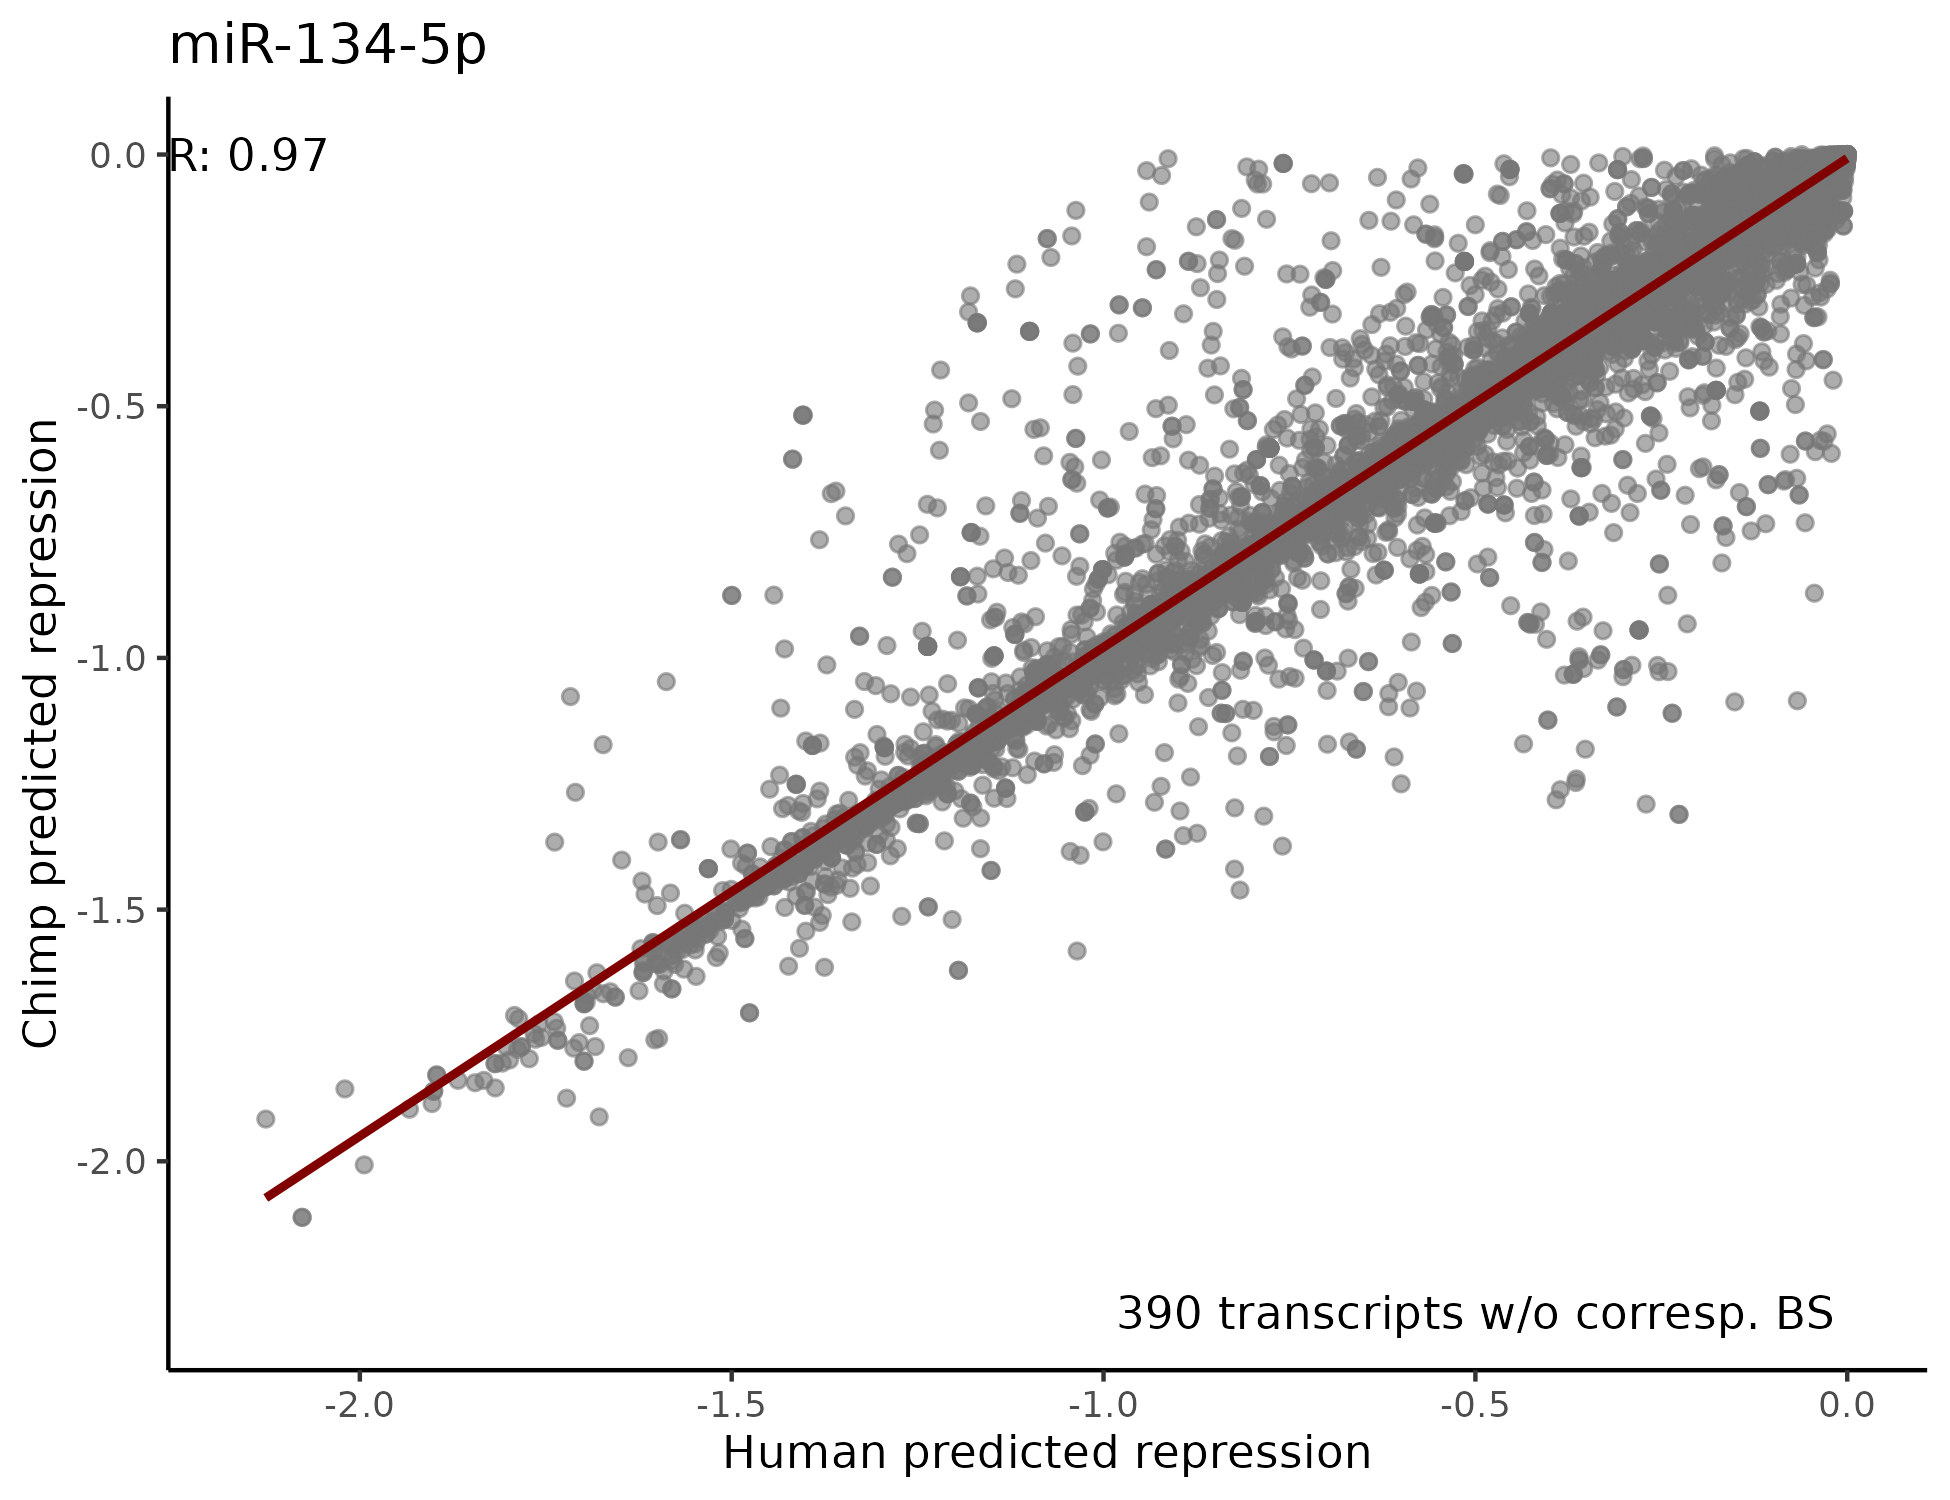 miR-134-5p
R: 0.97
0.0
-0.5
-1.0
-1.5
-2.0
Chimp predicted repression
390 transcripts w/o corresp. BS
-2.0
-1.5
-1.0
-0.5
0.0
Human predicted repression